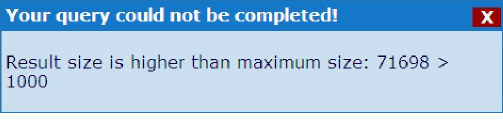 Your query could not be completed!
X
Result size is higher than maximum size: 71698 >
1000